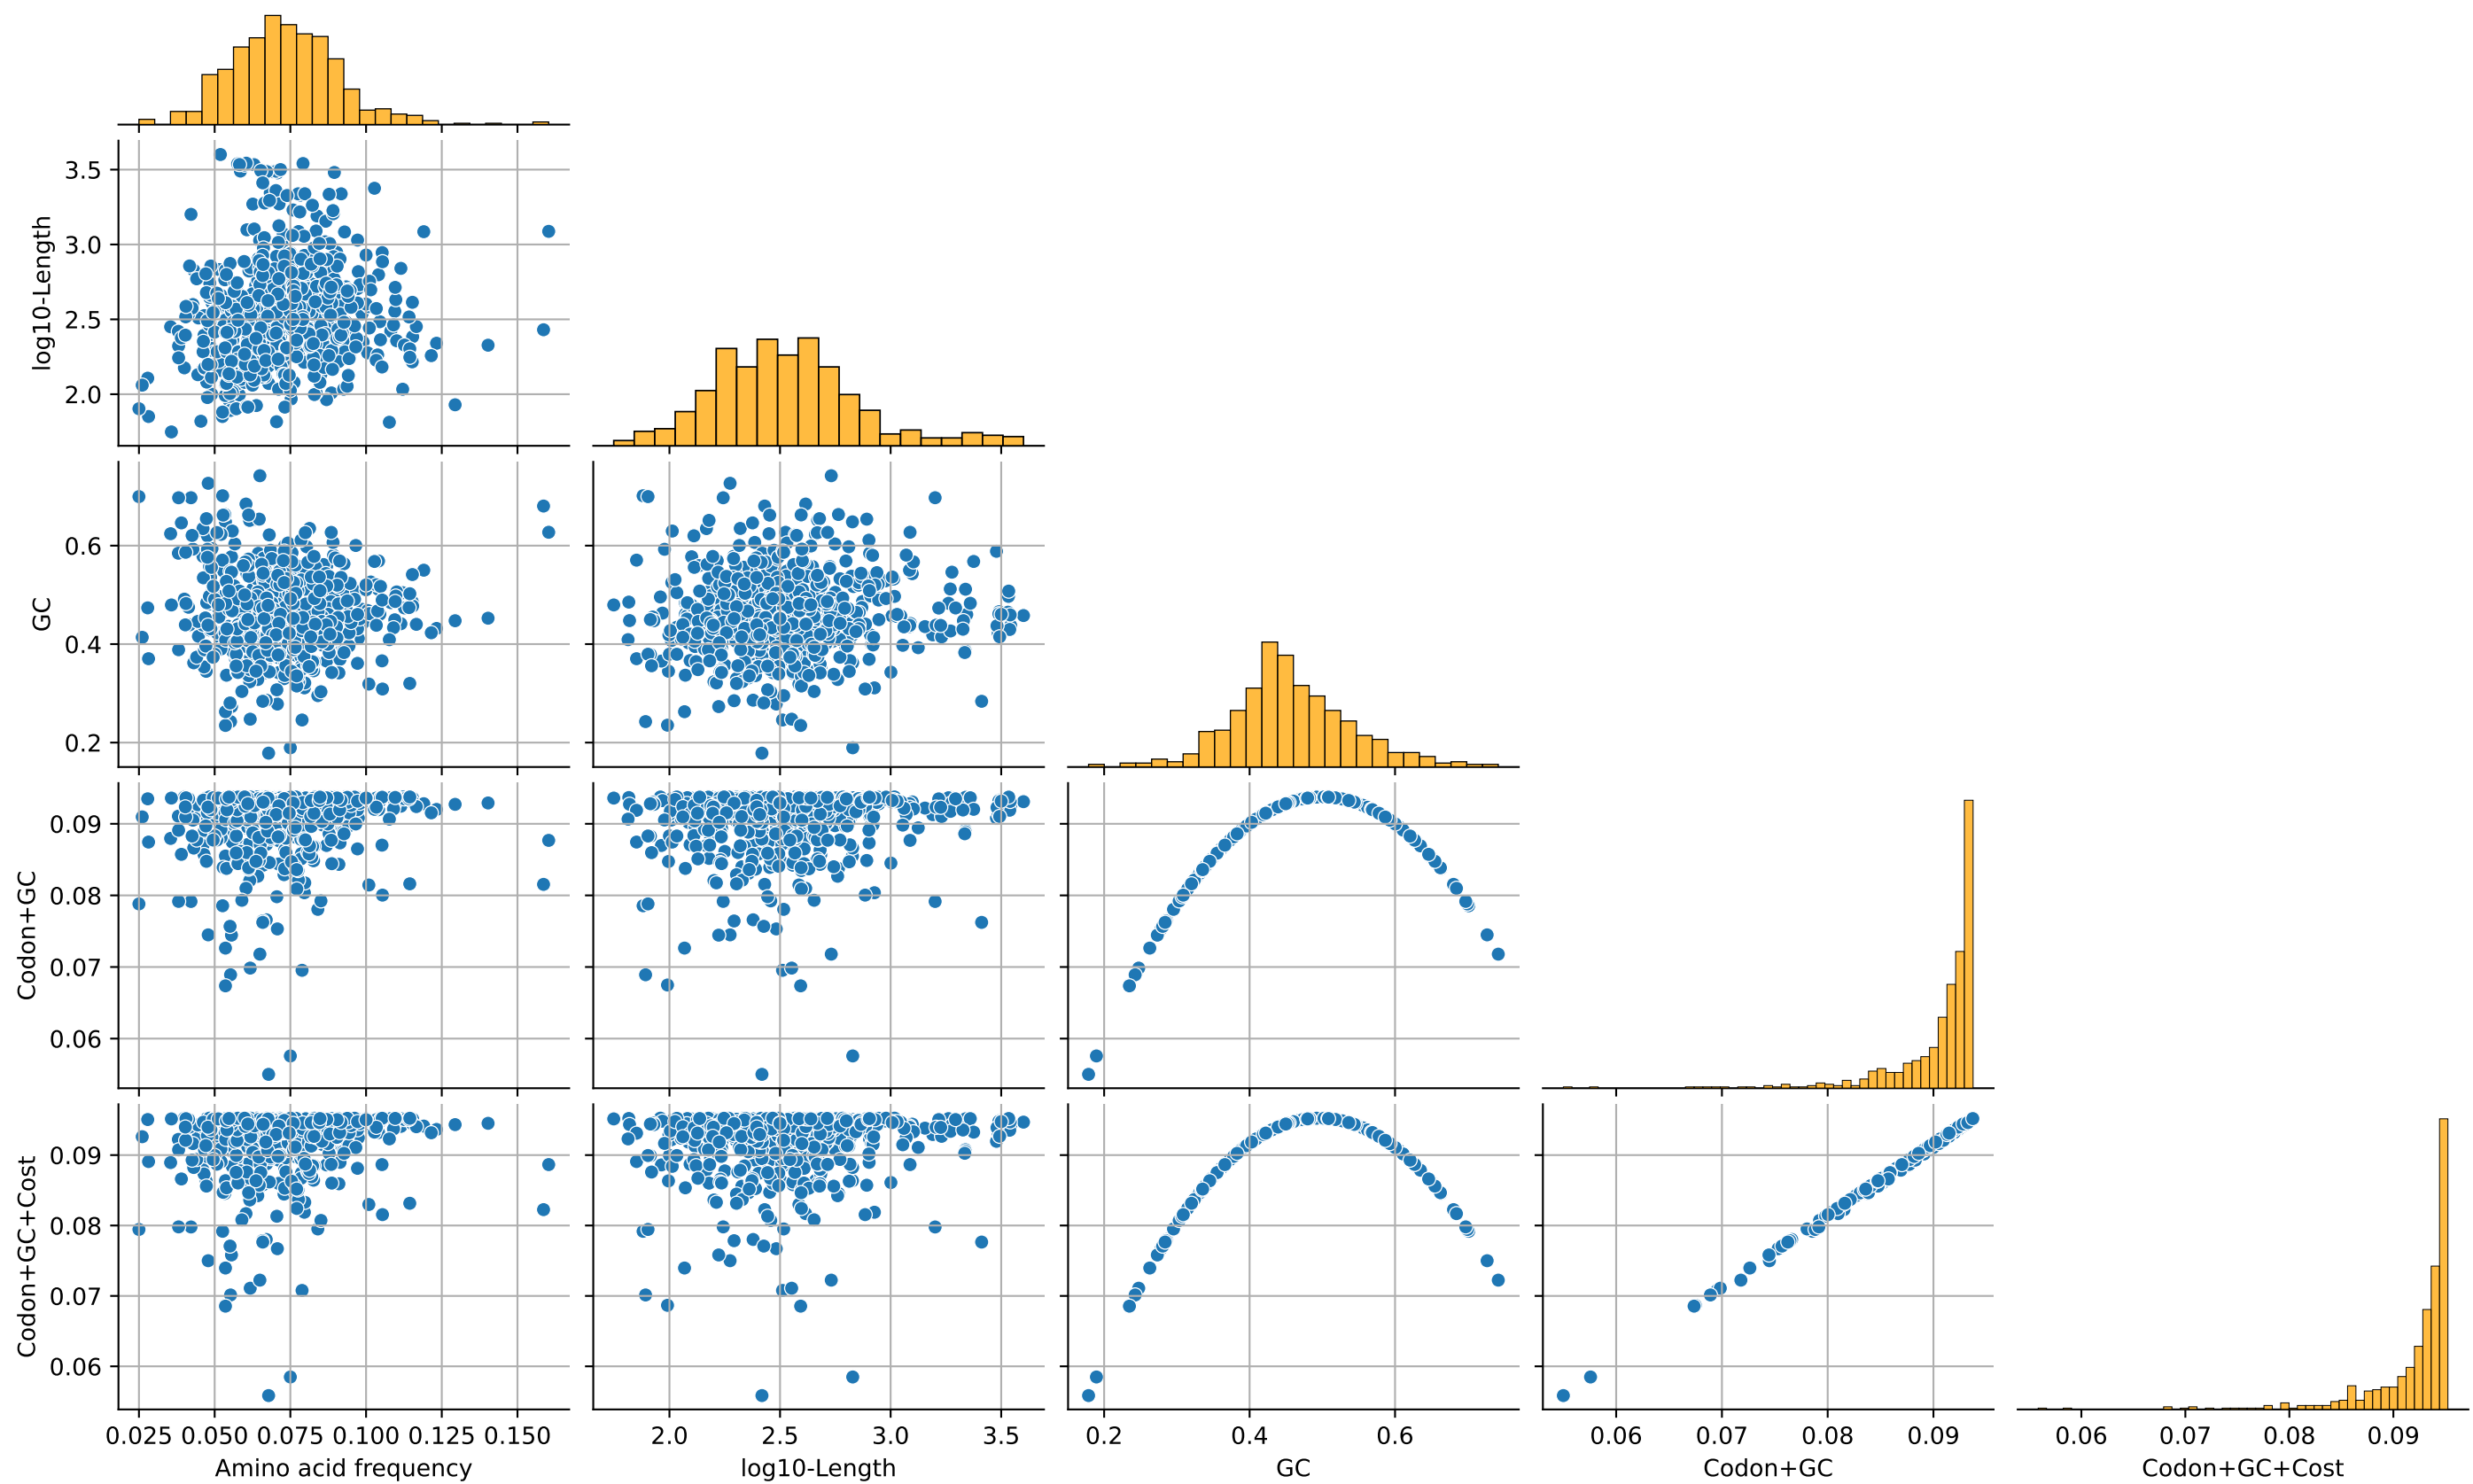 3.5
3.0
2.5
2.0
log10-Length
0.6
0.4
0.2
GC
0.09
0.08
0.07
0.06
Codon+GC
0.09
0.08
0.07
0.06
Codon+GC+Cost
0.025 0.050 0.075 0.100 0.125 0.150
Amino acid frequency
2.0 2.5 3.0 3.5
log10-Length
0.2 0.4 0.6
GC
0.06 0.07 0.08 0.09
Codon+GC
0.06 0.07 0.08 0.09
Codon+GC+Cost